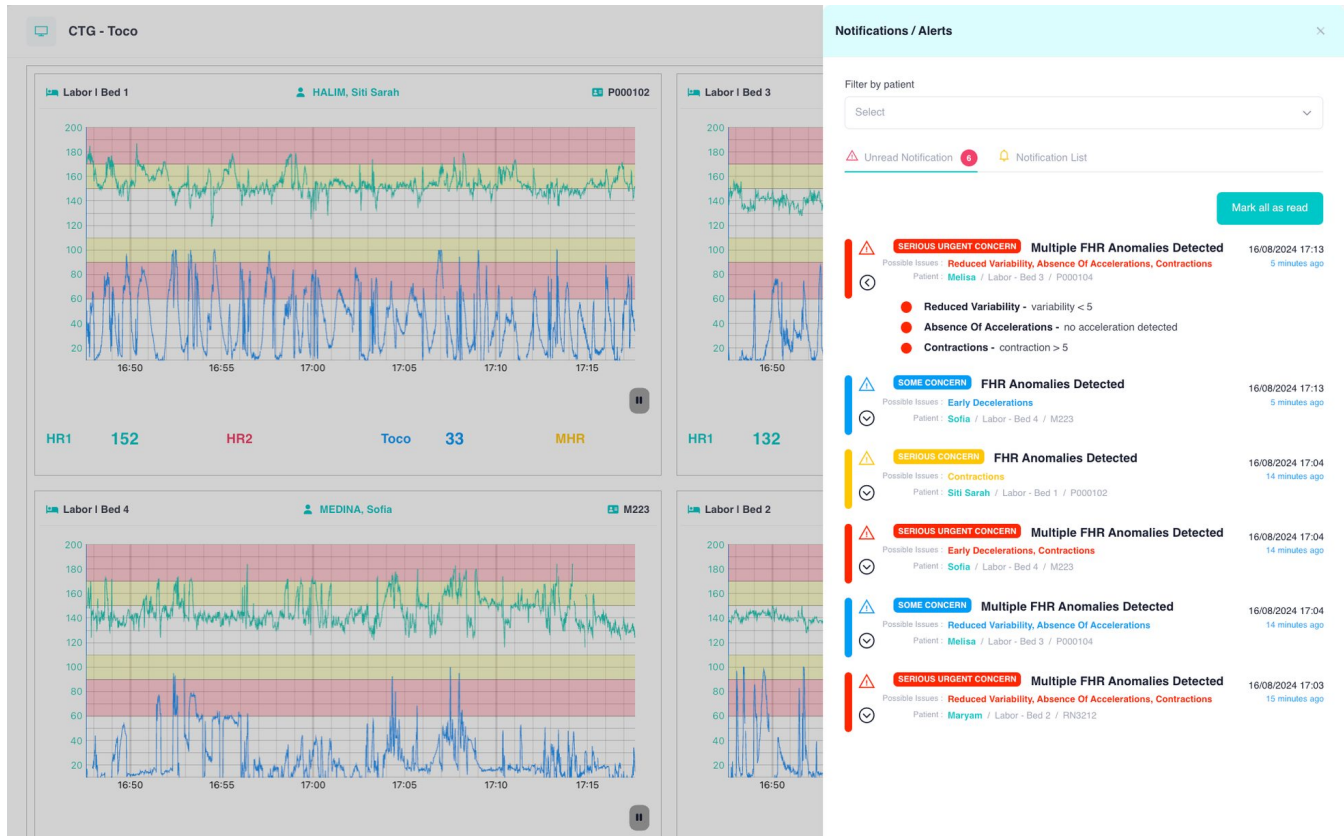 CTG - Toco
Labor | Bed 1 HALIM, Siti Sarah P000102
200
180
160
140
120
100
80
60
40
20
16:50 16:55 17:00 17:05 17:10 17:15
HR1 152 HR2 Toco 33 MHR
Labor | Bed 3
200
180
160
140
120
100
80
60
40
20
16:50
HR1 132
Labor | Bed 4 MEDINA, Sofia M223
200
180
160
140
120
100
80
60
40
20
16:50 16:55 17:00 17:05 17:10 17:15
Labor | Bed 2
200
180
160
140
120
100
80
60
40
20
16:50
Notifications / Alerts
Filter by patient
Select
Unread Notification 6 Notification List
Mark all as read
SERIOUS URGENT CONCERN Multiple FHR Anomalies Detected 16/08/2024 17:13
Possible Issues : Reduced Variability, Absence Of Accelerations, Contractions 5 minutes ago
Patient : Melisa / Labor - Bed 3 / P000104
Reduced Variability - variability < 5
Absence Of Accelerations - no acceleration detected
Contractions - contraction > 5
SOME CONCERN FHR Anomalies Detected 16/08/2024 17:13
Possible Issues : Early Decelerations 5 minutes ago
Patient : Sofia / Labor - Bed 4 / M223
SERIOUS CONCERN FHR Anomalies Detected 16/08/2024 17:04
Possible Issues : Contractions 14 minutes ago
Patient : Siti Sarah / Labor - Bed 1 / P000102
SERIOUS URGENT CONCERN Multiple FHR Anomalies Detected 16/08/2024 17:04
Possible Issues : Early Decelerations, Contractions 14 minutes ago
Patient : Sofia / Labor - Bed 4 / M223
SOME CONCERN Multiple FHR Anomalies Detected 16/08/2024 17:04
Possible Issues : Reduced Variability, Absence Of Accelerations 14 minutes ago
Patient : Melisa / Labor - Bed 3 / P000104
SERIOUS URGENT CONCERN Multiple FHR Anomalies Detected 16/08/2024 17:03
Possible Issues : Reduced Variability, Absence Of Accelerations, Contractions 15 minutes ago
Patient : Maryam / Labor - Bed 2 / RN3212